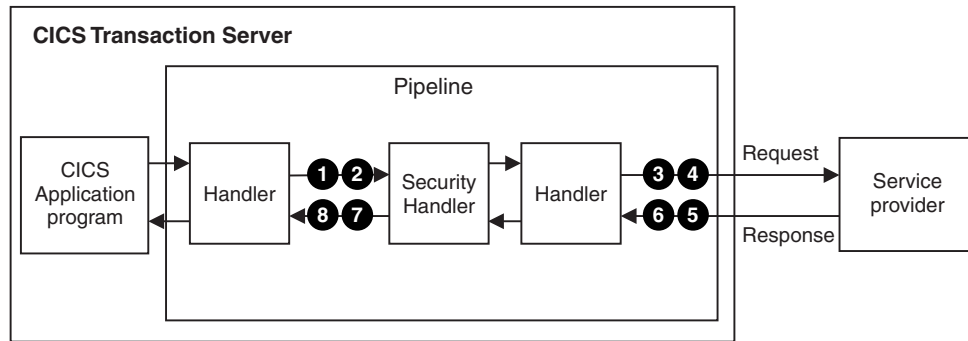 CICS Transaction Server
Pipeline
CICS
Application
program
Handler
1 2
8 7
Security
Handler
Handler
3 4
6 5
Request
Response
Service
provider